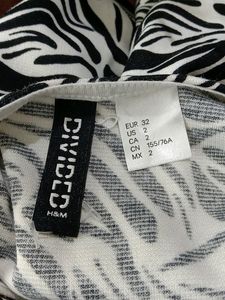 DIVIDED
H&M
EUR 32
US 2
CA 2
CN 155/76A
MX 2